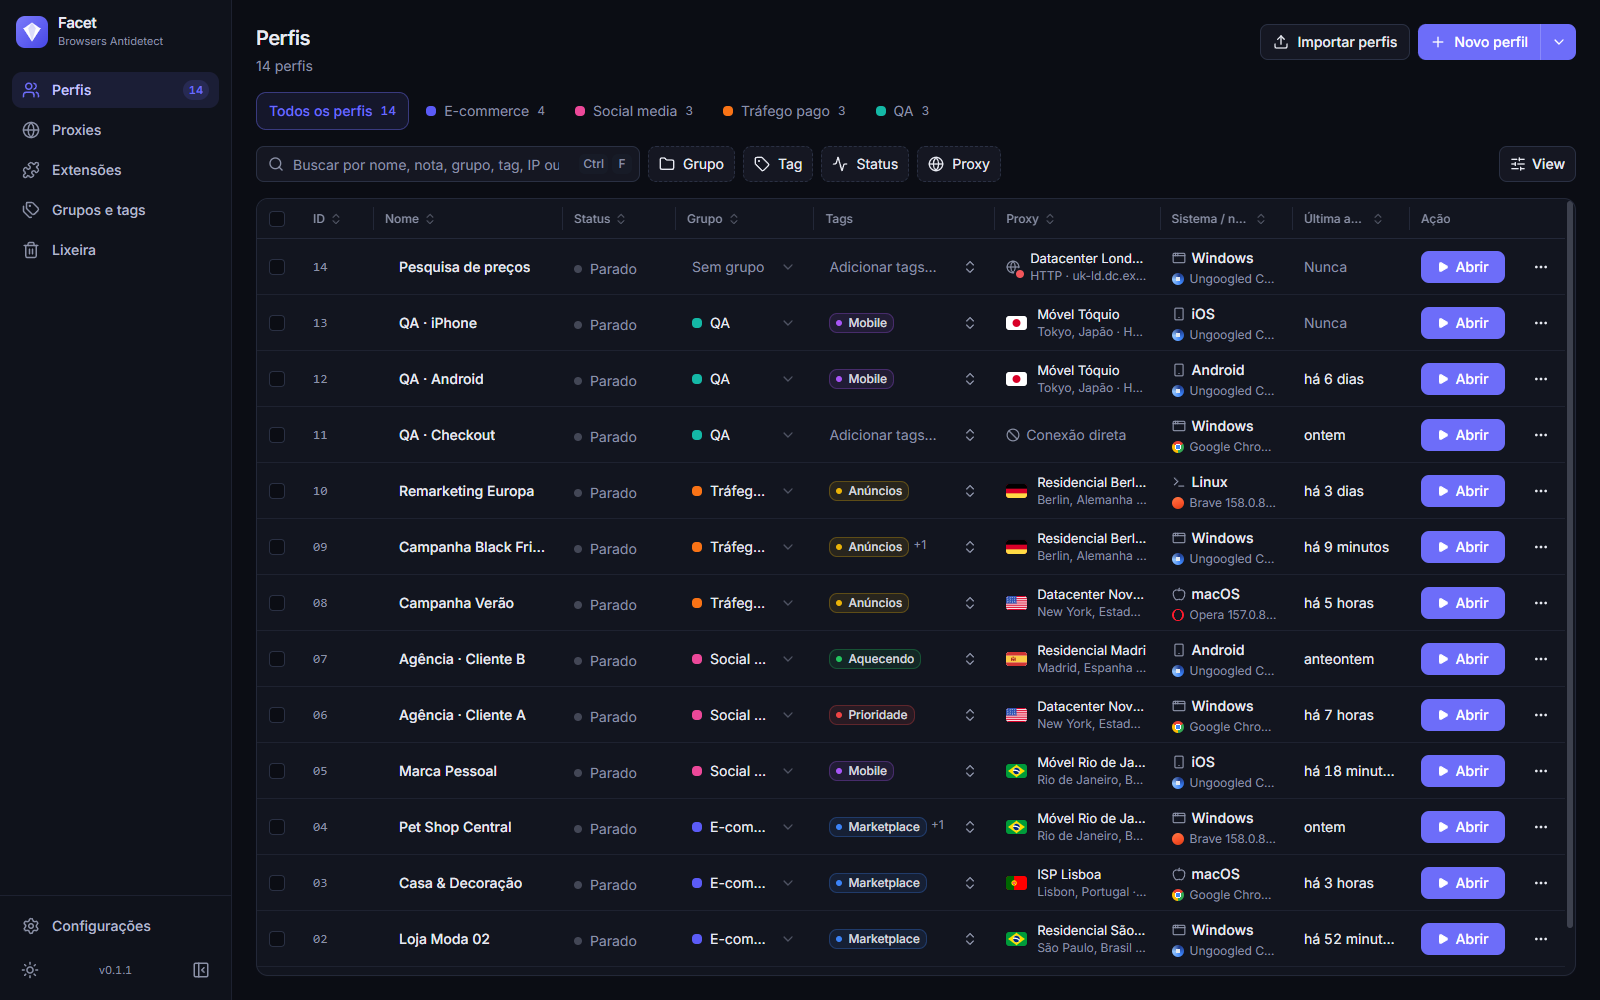 Facet
Browsers Antidetect
Perfis 14
Proxies
Extensões
Grupos e tags
Lixeira
Configurações
v0.1.1
Perfis
14 perfis
Importar perfis
Novo perfil
Todos os perfis 14
E-commerce 4
Social media 3
Tráfego pago 3
QA 3
Buscar por nome, nota, grupo, tag, IP ou
Ctrl F
Grupo
Tag
Status
Proxy
View
ID Nome Status Grupo Tags Proxy Sistema / n... Última a... Ação
14 Pesquisa de preços Parado Sem grupo Adicionar tags... Datacenter Lond... Windows Nunca Abrir
HTTP · uk-ld.dc.ex... Ungoogled C...
13 QA · iPhone Parado QA Mobile Móvel Tóquio iOS Nunca Abrir
Tokyo, Japão · H... Ungoogled C...
12 QA · Android Parado QA Mobile Móvel Tóquio Android há 6 dias Abrir
Tokyo, Japão · H... Ungoogled C...
11 QA · Checkout Parado QA Adicionar tags... Conexão direta Windows ontem Abrir
Google Chro...
10 Remarketing Europa Parado Tráfeg... Anúncios Residencial Berl... Linux há 3 dias Abrir
Berlin, Alemanha ... Brave 158.0.8...
09 Campanha Black Fri... Parado Tráfeg... Anúncios +1 Residencial Berl... Windows há 9 minutos Abrir
Berlin, Alemanha ... Ungoogled C...
08 Campanha Verão Parado Tráfeg... Anúncios Datacenter Nov... macOS há 5 horas Abrir
New York, Estad... Opera 157.0.8...
07 Agência · Cliente B Parado Social ... Aquecendo Residencial Madri Android anteontem Abrir
Madrid, Espanha ... Ungoogled C...
06 Agência · Cliente A Parado Social ... Prioridade Datacenter Nov... Windows há 7 horas Abrir
New York, Estad... Google Chro...
05 Marca Pessoal Parado Social ... Mobile Móvel Rio de Ja... iOS há 18 minut... Abrir
Rio de Janeiro, B... Ungoogled C...
04 Pet Shop Central Parado E-com... Marketplace +1 Móvel Rio de Ja... Windows ontem Abrir
Rio de Janeiro, B... Brave 158.0.8...
03 Casa & Decoração Parado E-com... Marketplace ISP Lisboa macOS há 3 horas Abrir
Lisbon, Portugal ·... Google Chro...
02 Loja Moda 02 Parado E-com... Marketplace Residencial São... Windows há 52 minut... Abrir
São Paulo, Brasil ... Ungoogled C...